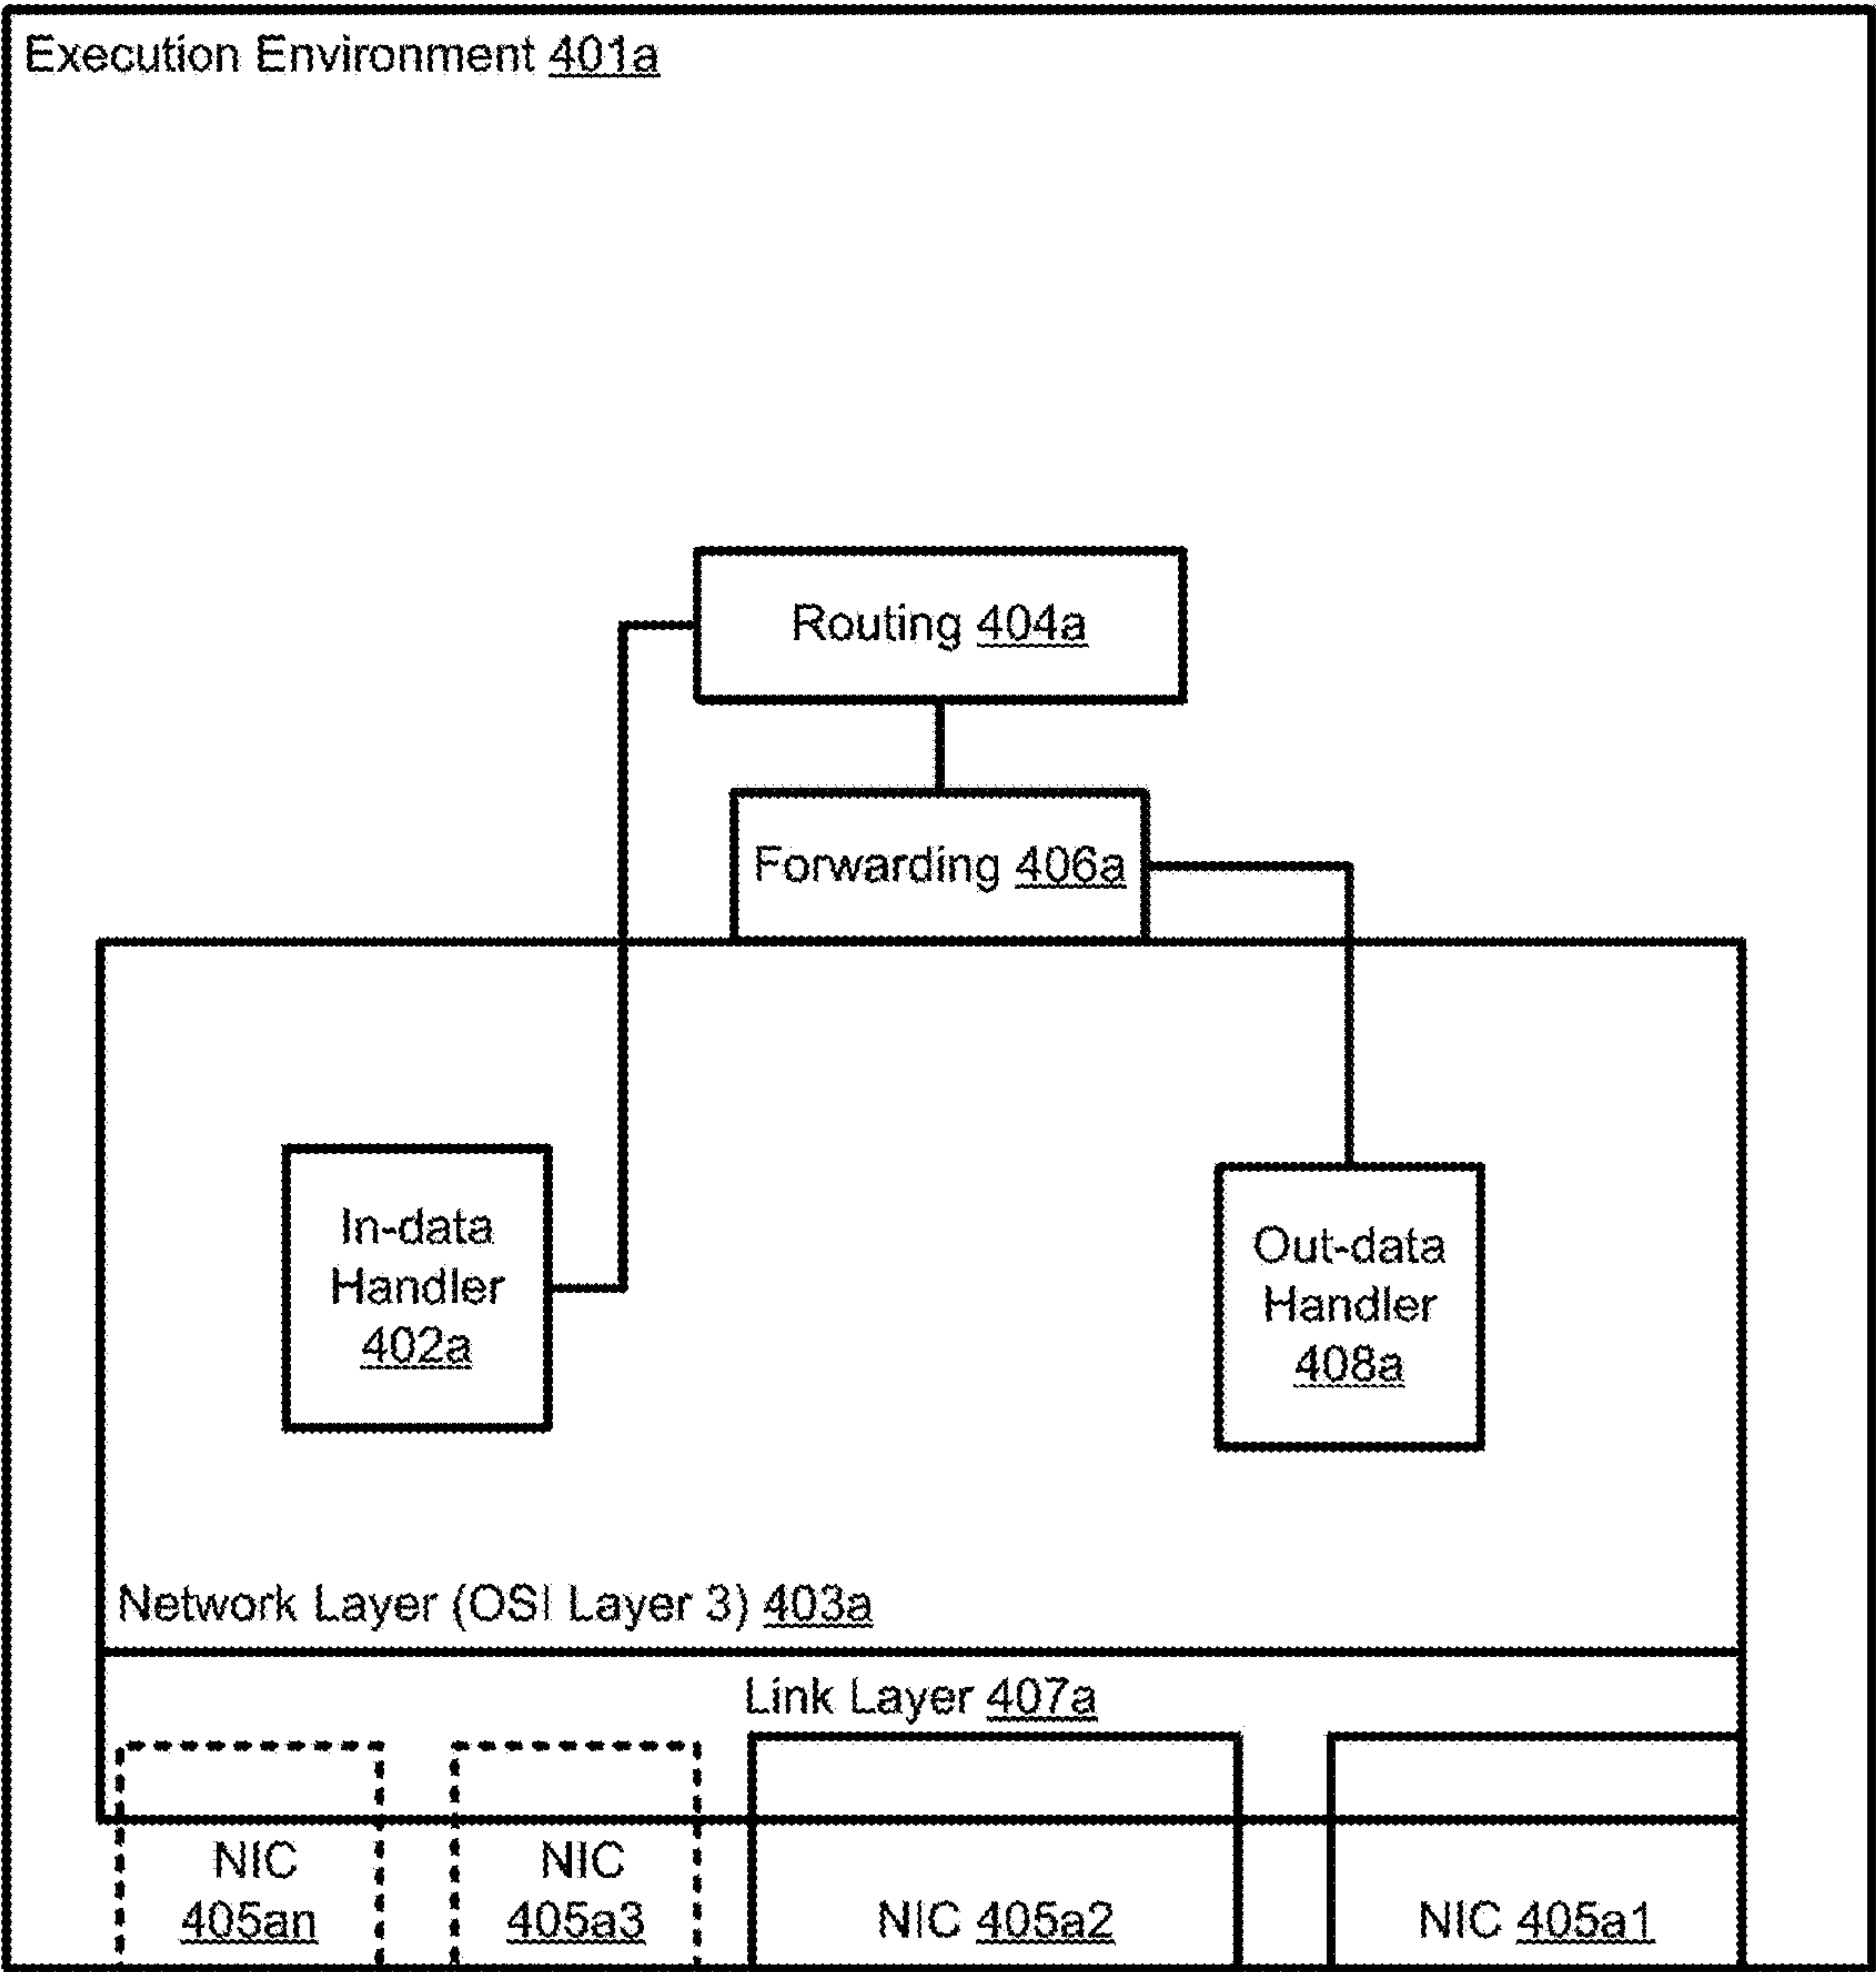 Execution Environment 401a
Routing 404a
Forwarding 406a
In-data
Handler
402a
Out-data
Handler
408a
Network Layer (OSI Layer 3) 403a
Link Layer 407a
NIC
405an
NIC
405a3
NIC 405a2
NIC 405a1